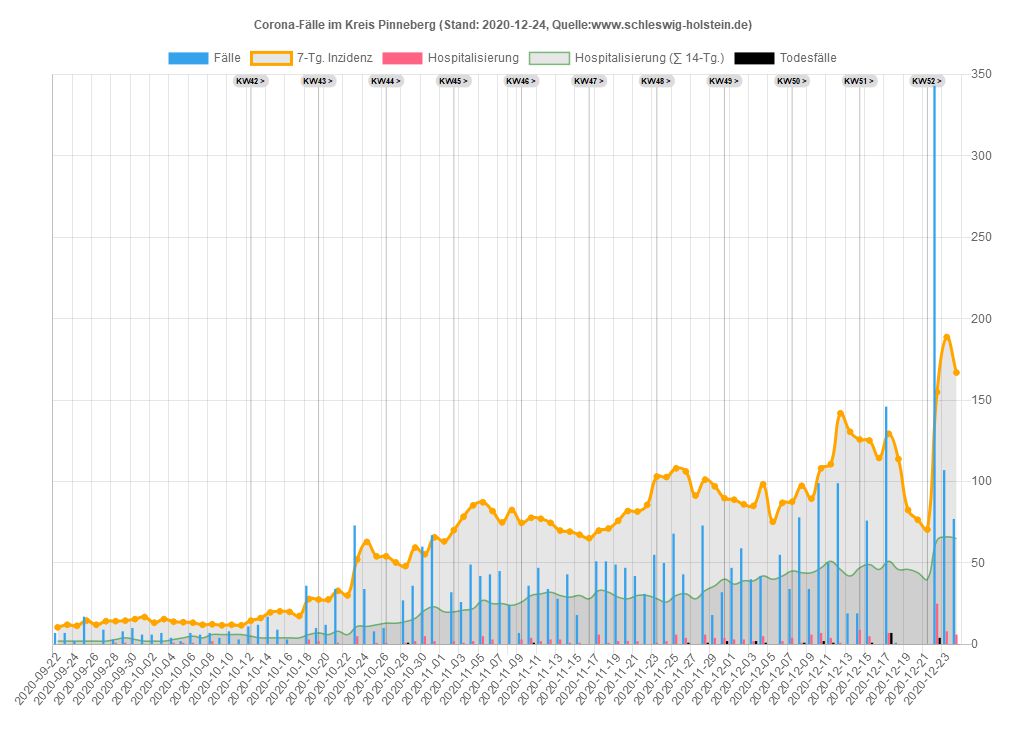 Corona-Fälle im Kreis Pinneberg (Stand: 2020-12-24, Quelle:www.schleswig-holstein.de)
Fälle 7-Tg. Inzidenz Hospitalisierung Hospitalisierung (∑ 14-Tg.) Todesfälle
KW42 > KW43 > KW44 > KW45 > KW46 > KW47 > KW48 > KW49 > KW50 > KW51 > KW52 >
350
300
250
200
150
100
50
0
2020-09-22 2020-09-24 2020-09-26 2020-09-28 2020-09-30 2020-10-02 2020-10-04 2020-10-06 2020-10-08 2020-10-10 2020-10-12 2020-10-14 2020-10-16 2020-10-18 2020-10-20 2020-10-22 2020-10-24 2020-10-26 2020-10-28 2020-10-30 2020-11-01 2020-11-03 2020-11-05 2020-11-07 2020-11-09 2020-11-11 2020-11-13 2020-11-15 2020-11-17 2020-11-19 2020-11-21 2020-11-23 2020-11-25 2020-11-27 2020-11-29 2020-12-01 2020-12-03 2020-12-05 2020-12-07 2020-12-09 2020-12-11 2020-12-13 2020-12-15 2020-12-17 2020-12-19 2020-12-21 2020-12-23